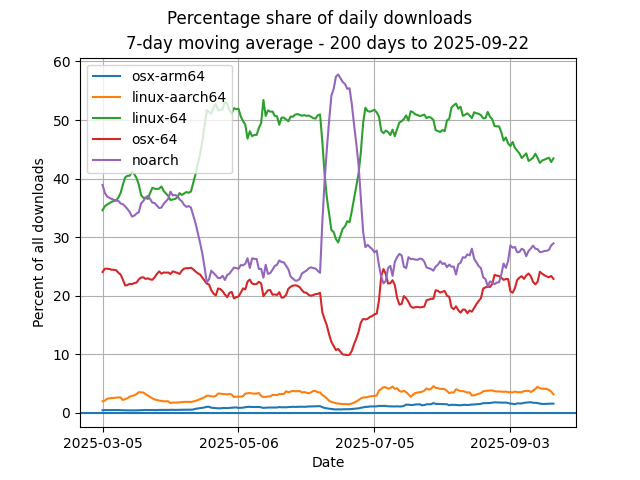 Percentage share of daily downloads
7-day moving average - 200 days to 2025-09-22
osx-arm64
linux-aarch64
linux-64
osx-64
noarch
Percent of all downloads
60
50
40
30
20
10
0
2025-03-05
2025-05-06
2025-07-05
2025-09-03
Date